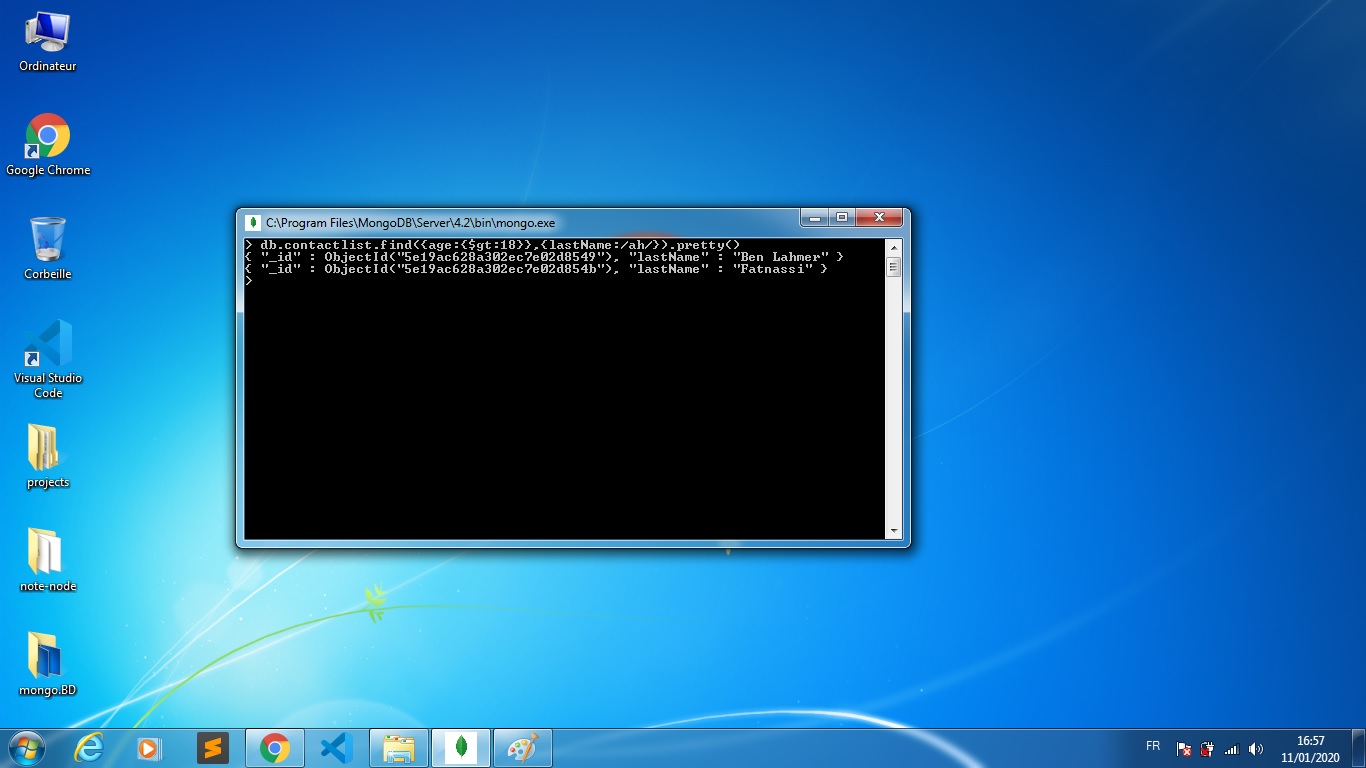 Ordinateur
Google Chrome
Corbeille
Visual Studio
Code
projects
note-node
mongo.BD
C:\Program Files\MongoDB\Server\4.2\bin\mongo.exe
> db.contactlist.find({age:{$gt:18}},{lastName:/ah/}).pretty()
{ "_id" : ObjectId("5e19ac628a302ec7e02d8549"), "lastName" : "Ben Lahmer" }
{ "_id" : ObjectId("5e19ac628a302ec7e02d854b"), "lastName" : "Fatnassi" }
>
FR
16:57
11/01/2020